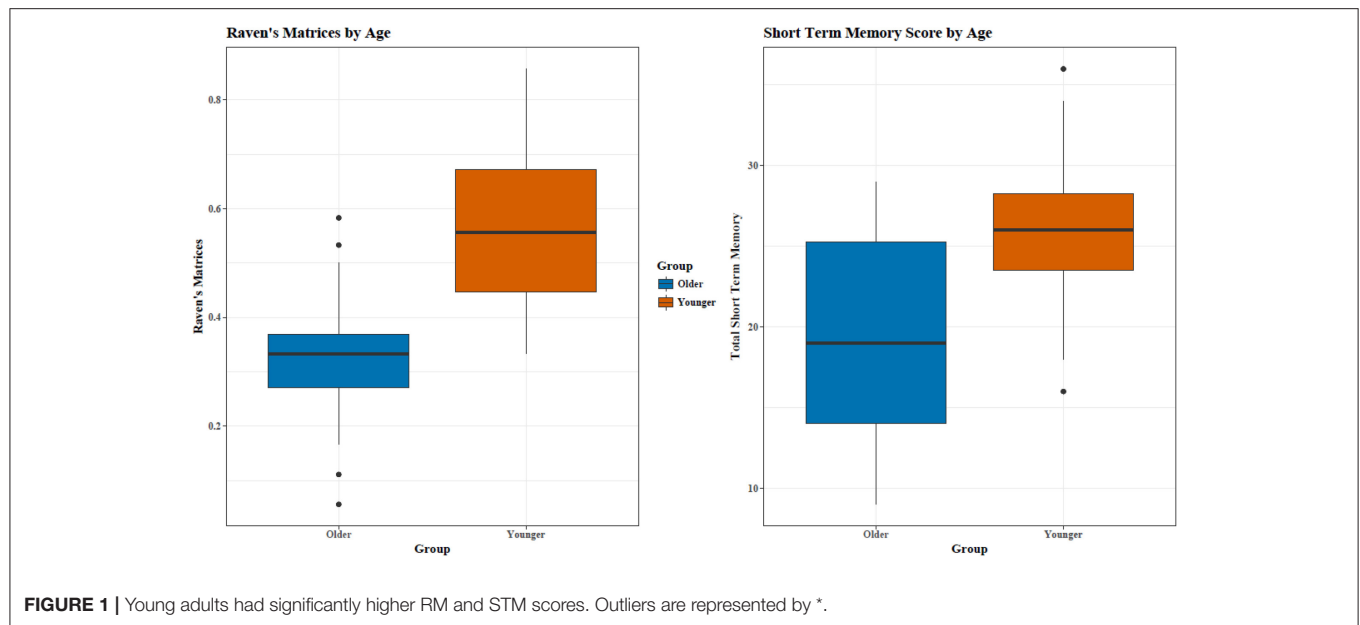 Raven's Matrices by Age
Raven's Matrices
0.8
0.6
0.4
0.2
Older
Younger
Group
Group
Older
Younger
Short Term Memory Score by Age
Total Short Term Memory
30
20
10
Older
Younger
Group
FIGURE 1 | Young adults had significantly higher RM and STM scores. Outliers are represented by *.